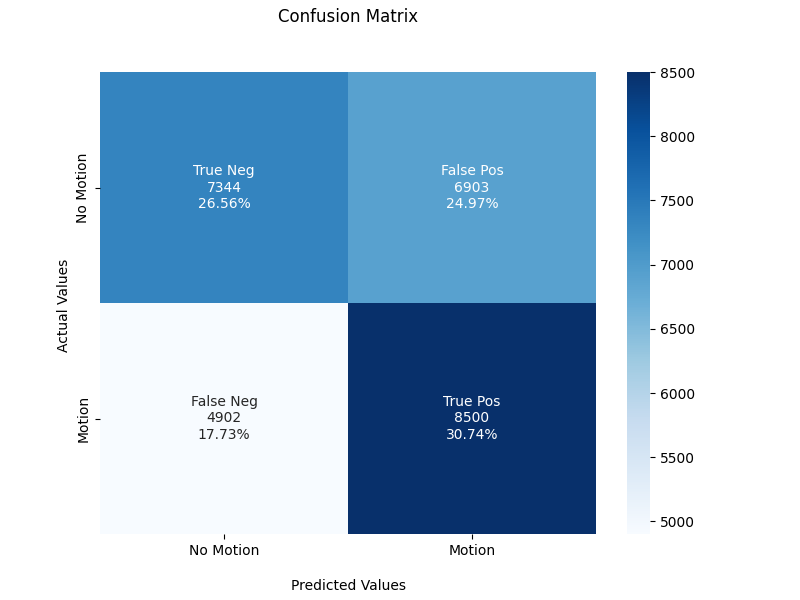 Confusion Matrix
No Motion
True Neg
7344
26.56%
False Pos
6903
24.97%
Actual Values
Motion
False Neg
4902
17.73%
True Pos
8500
30.74%
No Motion
Motion
Predicted Values
8500
8000
7500
7000
6500
6000
5500
5000